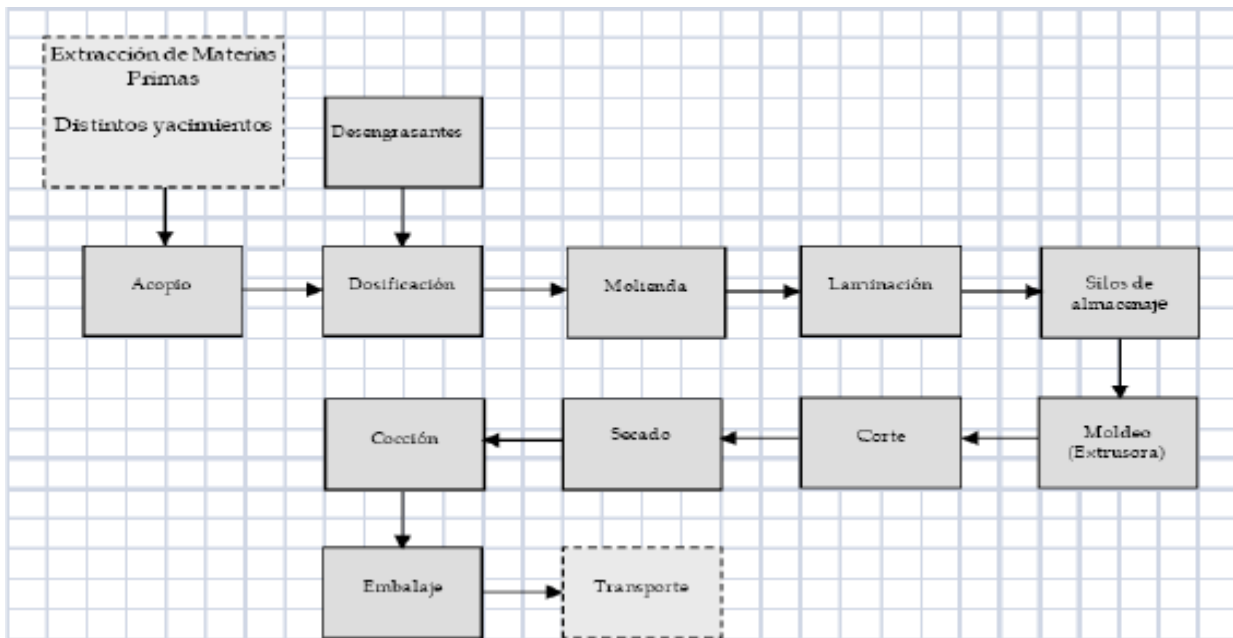 Extracción de Materias
Primas
Distintos yacimientos
Desengrasantes
Acopio
Dosificación
Molienda
Laminación
Silos de
almacenaje
Cocción
Secado
Corte
Moldeo
(Extrusora)
Embalaje
Transporte